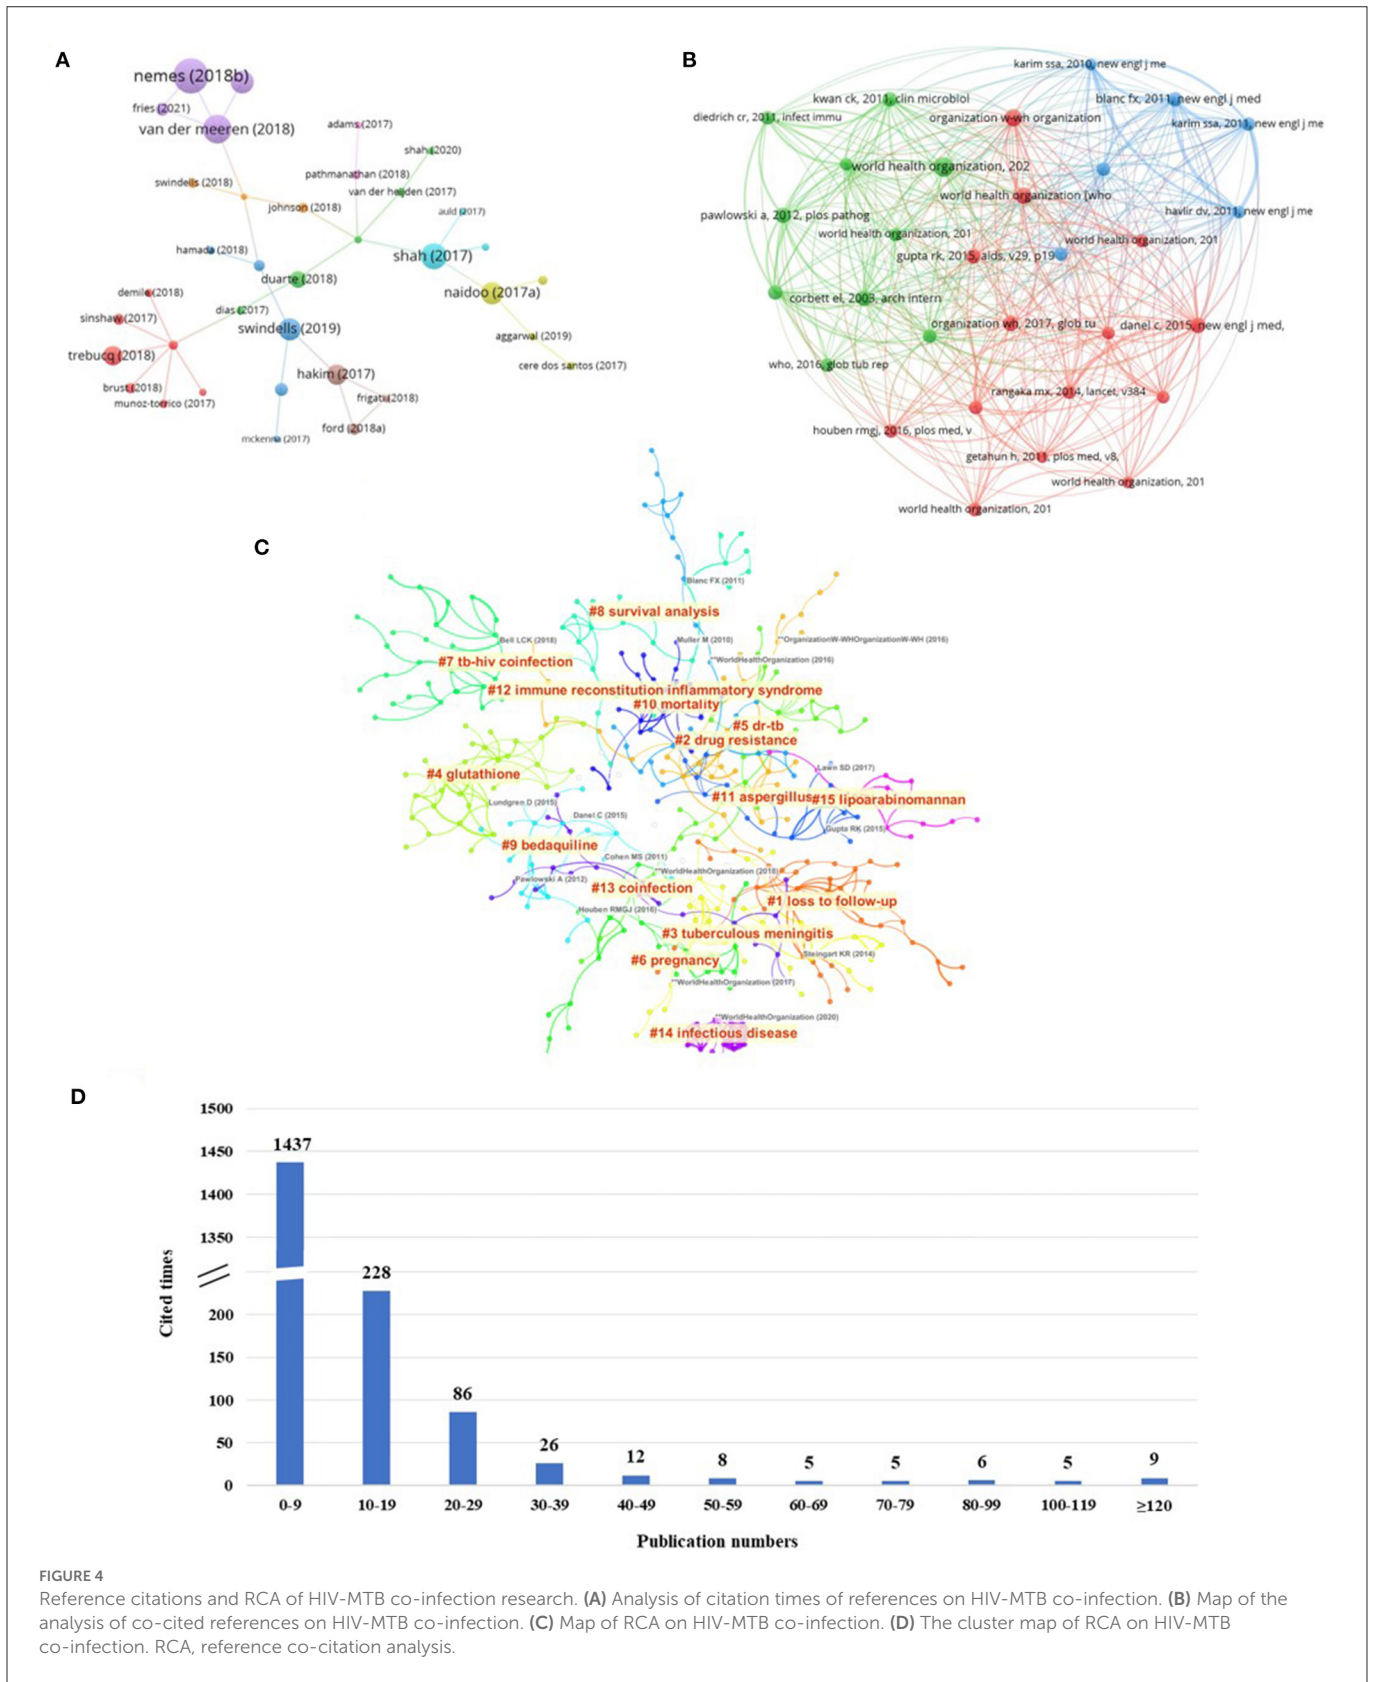 A
nemes (2018b)
fries (2021)
van der meeren (2018)
adams (2017)
shah (2020)
pathmanathan (2018)
swindells (2018)
van der heijden (2017)
johnson (2018)
auld (2017)
hamada (2018)
shah (2017)
duarte (2018)
naidoo (2017a)
demile (2018)
dias (2017)
sinshaw (2017)
swindells (2019)
aggarwal (2019)
trebucq (2018)
cere dos santos (2017)
hakim (2017)
brust (2018)
frigati (2018)
munoz-torrico (2017)
ford (2018a)
mckenna (2017)
B
karim ssa, 2010, new engl j me
kwan ck, 2011, clin microbiol
blanc fx, 2011, new engl j med
diedrich cr, 2011, infect immu
organization w-wh organization
karim ssa, 2011, new engl j me
world health organization, 202
world health organization [who
pawlowski a, 2012, plos pathog
havlir dv, 2011, new engl j me
world health organization, 201
world health organization, 201
gupta rk, 2015, aids, v29, p19
corbett el, 2003, arch intern
organization wh, 2017, glob tu
danel c, 2015, new engl j med,
who, 2016, glob tub rep
rangaka mx, 2014, lancet, v384
houben rmgj, 2016, plos med, v
getahun h, 2011, plos med, v8,
world health organization, 201
world health organization, 201
C
Blanc FX (2011)
#8 survival analysis
Bell LCK (2018)
Muller M (2010)
**OrganizationW-WHOrganizationW-WH (2016)
#7 tb-hiv coinfection
**WorldHealthOrganization (2016)
#12 immune reconstitution inflammatory syndrome
#10 mortality
#5 dr-tb
#2 drug resistance
#4 glutathione
Lawn SD (2017)
#11 aspergillus
#15 lipoarabinomannan
Lundgren D (2015)
Danel C (2015)
Gupta RK (2015)
#9 bedaquiline
Cohen MS (2011)
**WorldHealthOrganization (2018)
Pawlowski A (2012)
#13 coinfection
#1 loss to follow-up
Houben RMGJ (2016)
#3 tuberculous meningitis
Steingart KR (2014)
#6 pregnancy
**WorldHealthOrganization (2017)
**WorldHealthOrganization (2020)
#14 infectious disease
D
1500
1450
1400
1350
200
150
100
50
0
Cited times
1437
228
86
26
12
8
5
5
6
5
9
0-9 10-19 20-29 30-39 40-49 50-59 60-69 70-79 80-99 100-119 ≥120
Publication numbers
FIGURE 4
Reference citations and RCA of HIV-MTB co-infection research. (A) Analysis of citation times of references on HIV-MTB co-infection. (B) Map of the
analysis of co-cited references on HIV-MTB co-infection. (C) Map of RCA on HIV-MTB co-infection. (D) The cluster map of RCA on HIV-MTB
co-infection. RCA, reference co-citation analysis.